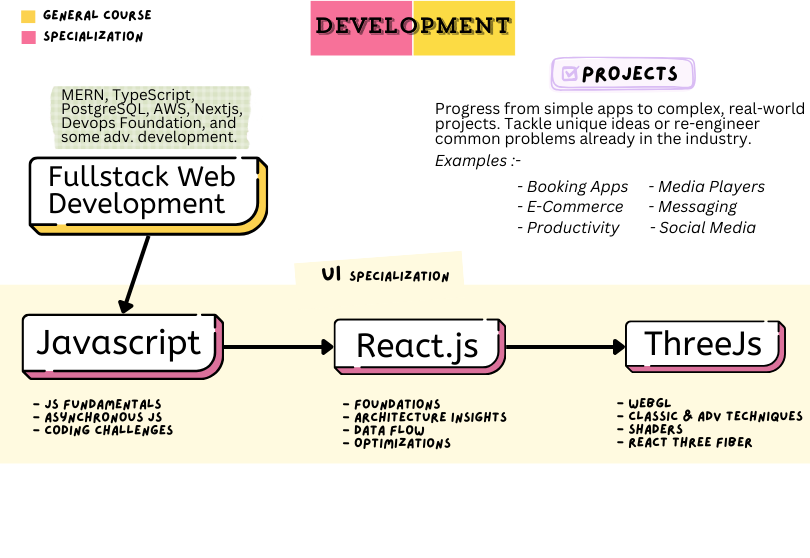 GENERAL COURSE
SPECIALIZATION
DEVELOPMENT
PROJECTS
Progress from simple apps to complex, real-world
projects. Tackle unique ideas or re-engineer
common problems already in the industry.
Examples :-
- Booking Apps - Media Players
- E-Commerce - Messaging
- Productivity - Social Media
MERN, TypeScript,
PostgreSQL, AWS, Nextjs,
Devops Foundation, and
some adv. development.
Fullstack Web
Development
UI SPECIALIZATION
Javascript
- JS FUNDAMENTALS
- ASYNCHRONOUS JS
- CODING CHALLENGES
React.js
- FOUNDATIONS
- ARCHITECTURE INSIGHTS
- DATA FLOW
- OPTIMIZATIONS
ThreeJs
- WEBGL
- CLASSIC & ADV TECHNIQUES
- SHADERS
- REACT THREE FIBER